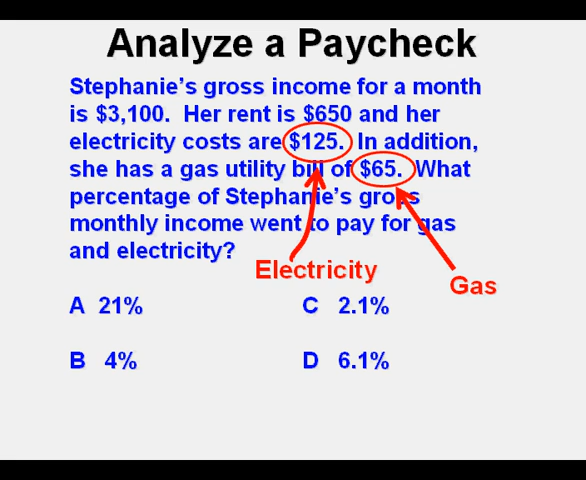 Analyze a Paycheck
Stephanie's gross income for a month
is $3,100. Her rent is $650 and her
electricity costs are $125. In addition,
she has a gas utility bill of $65. What
percentage of Stephanie's gross
monthly income went to pay for gas
and electricity?
Electricity
Gas
A 21%
C 2.1%
B 4%
D 6.1%